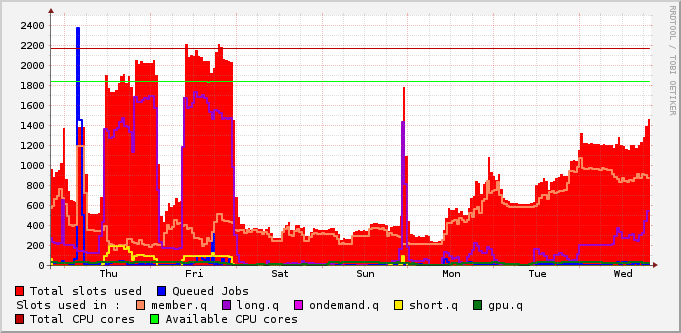 RRDTOOL / TOBI OETIKER
2400
2200
2000
1800
1600
1400
1200
1000
800
600
400
200
0
Thu Fri Sat Sun Mon Tue Wed
Total slots used Queued Jobs
Slots used in : member.q long.q ondemand.q short.q gpu.q
Total CPU cores Available CPU cores